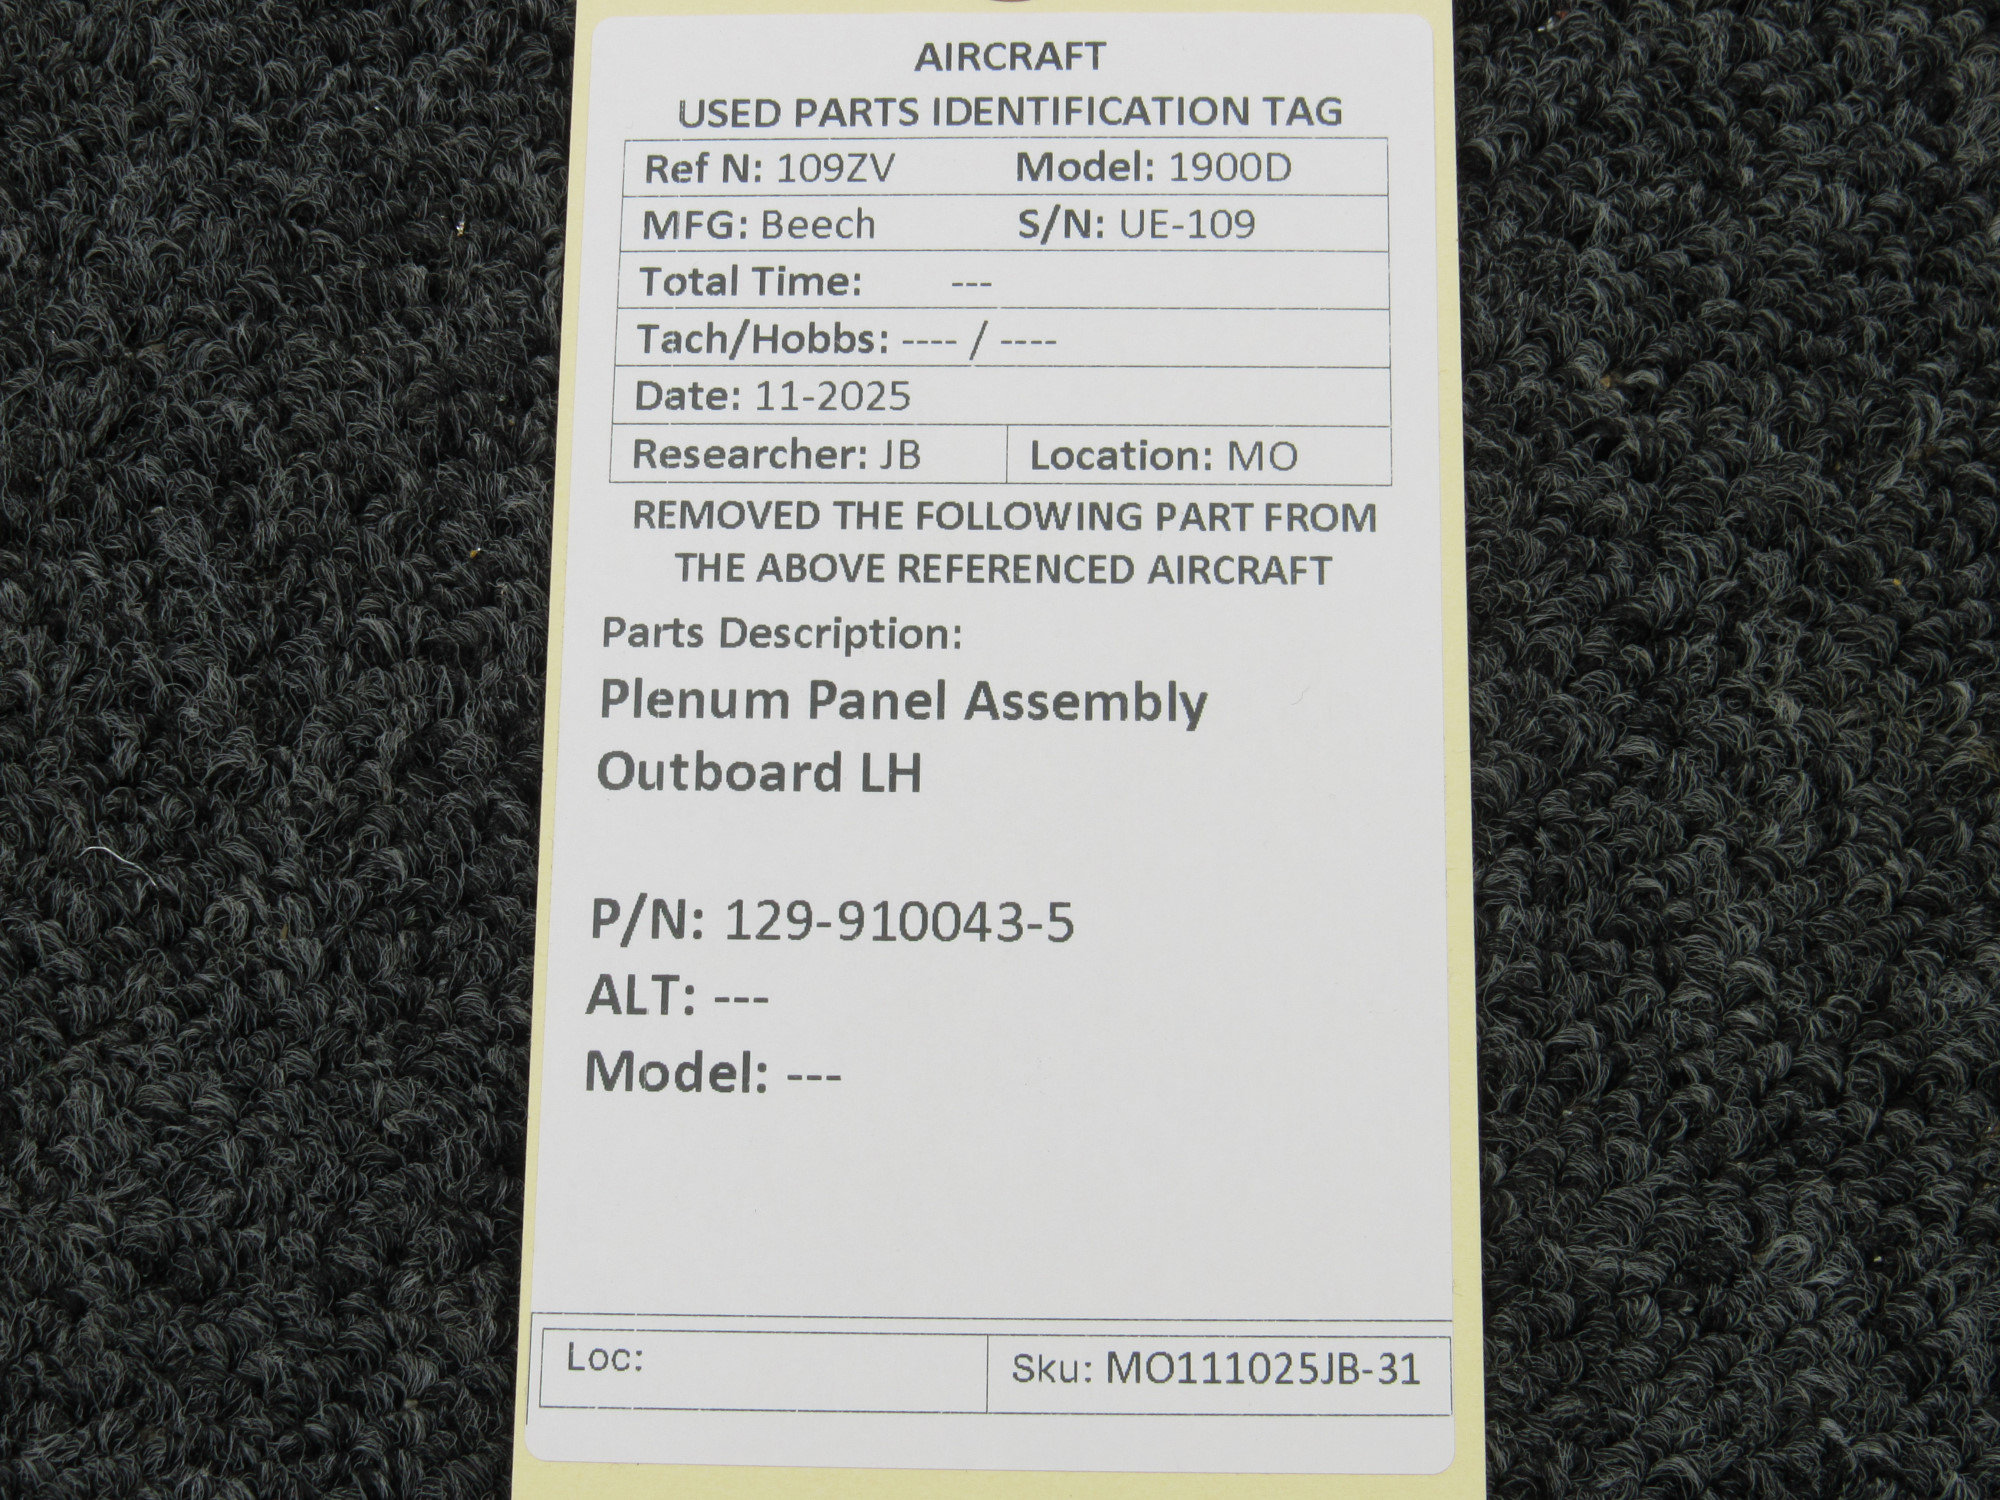 AIRCRAFT
USED PARTS IDENTIFICATION TAG
Ref N: 109ZV Model: 1900D
MFG: Beech S/N: UE-109
Total Time: ---
Tach/Hobbs: ---- / ----
Date: 11-2025
Researcher: JB Location: MO
REMOVED THE FOLLOWING PART FROM
THE ABOVE REFERENCED AIRCRAFT
Parts Description:
Plenum Panel Assembly
Outboard LH
P/N: 129-910043-5
ALT: ---
Model: ---
Loc: Sku: MO111025JB-31